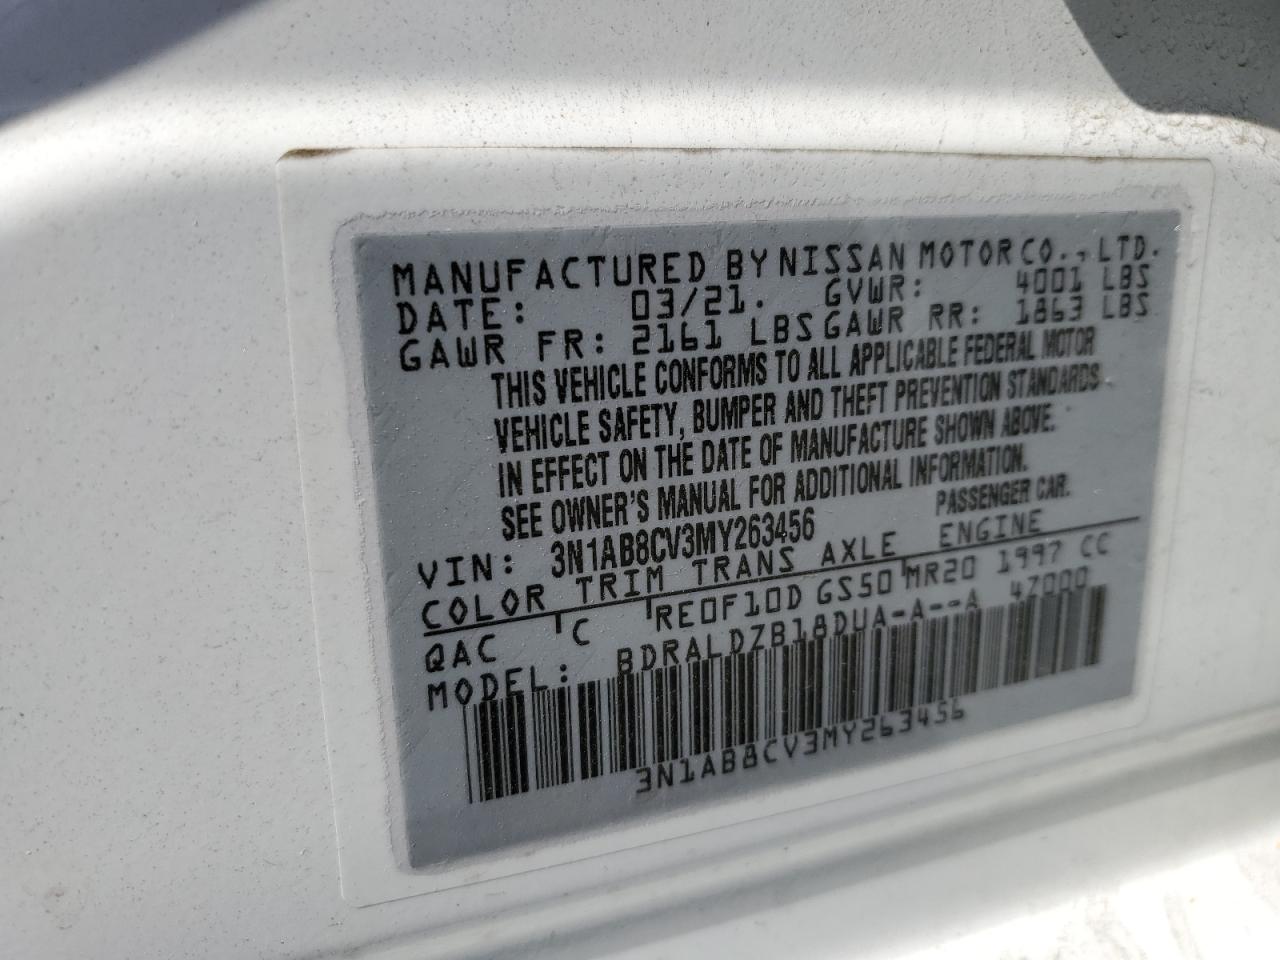 MANUFACTURED BY NISSAN MOTOR CO., LTD.
DATE: 03/21. GVWR: 4001 LBS
GAWR FR: 2161 LBS GAWR RR: 1863 LBS
THIS VEHICLE CONFORMS TO ALL APPLICABLE FEDERAL MOTOR
VEHICLE SAFETY, BUMPER AND THEFT PREVENTION STANDARDS
IN EFFECT ON THE DATE OF MANUFACTURE SHOWN ABOVE.
SEE OWNER'S MANUAL FOR ADDITIONAL INFORMATION.
VIN: 3N1AB8CV3MY263456 PASSENGER CAR.
COLOR TRIM TRANS AXLE ENGINE
QAC C RE0F10D GS50 MR20 1997 CC
MODEL: BDRALDZB18DUA-A--A 47000
3N1AB8CV3MY263456